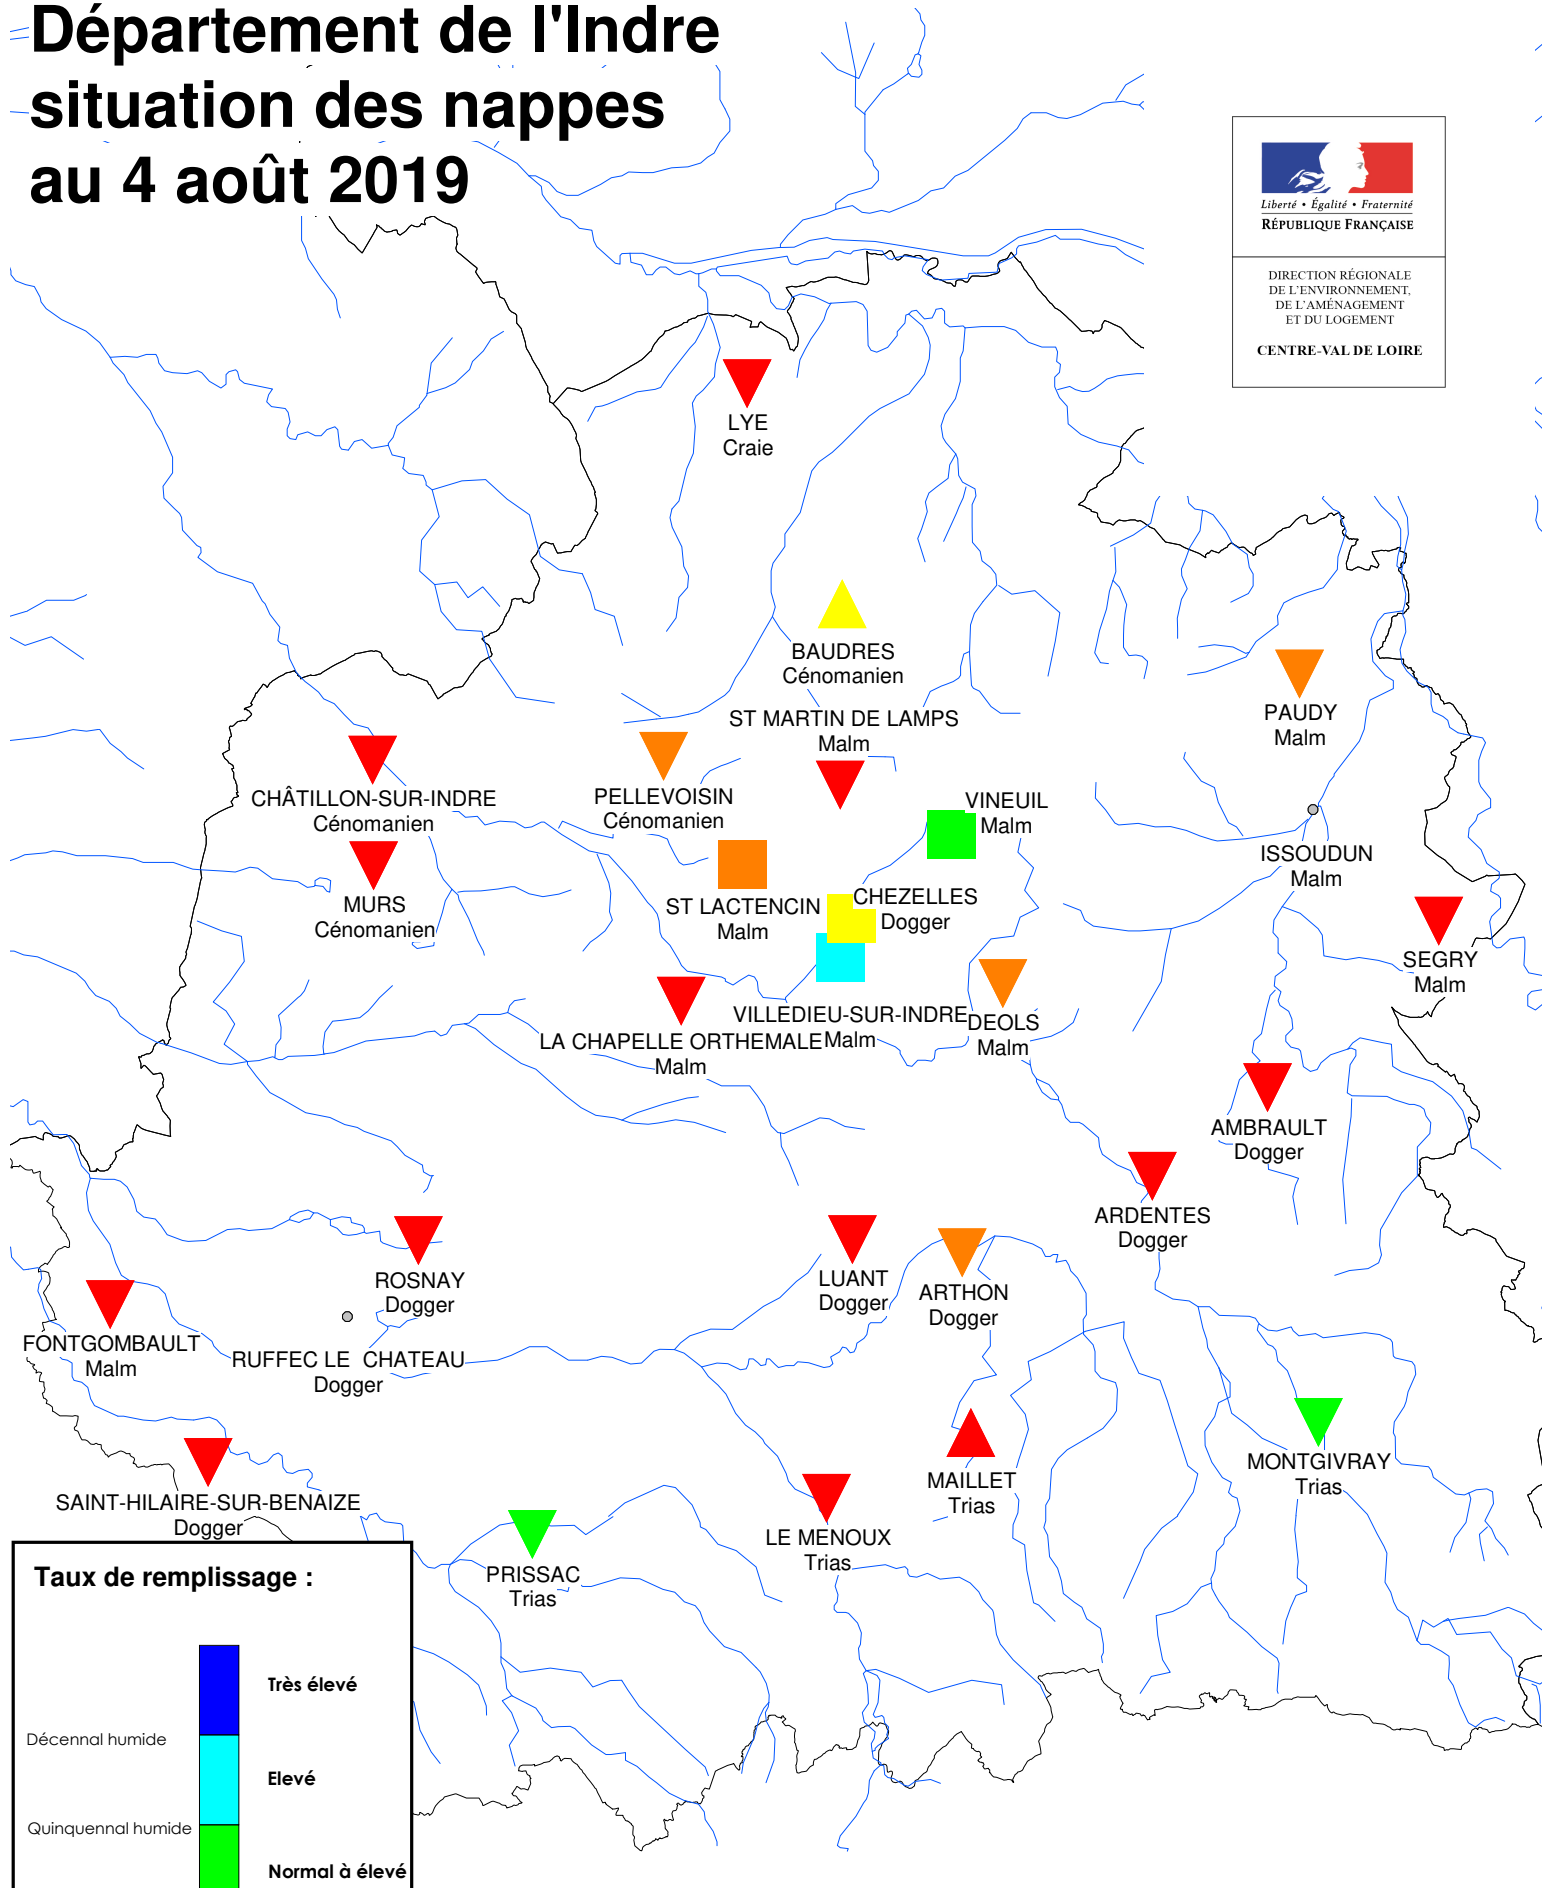 Département de l'Indre
situation des nappes
au 4 août 2019
Liberté • Égalité • Fraternité
RÉPUBLIQUE FRANÇAISE
DIRECTION RÉGIONALE
DE L'ENVIRONNEMENT,
DE L'AMÉNAGEMENT
ET DU LOGEMENT
CENTRE-VAL DE LOIRE
LYE
Craie
BAUDRES
Cénomanien
ST MARTIN DE LAMPS
Malm
PAUDY
Malm
CHÂTILLON-SUR-INDRE
Cénomanien
PELLEVOISIN
Cénomanien
VINEUIL
Malm
ISSOUDUN
Malm
MURS
Cénomanien
ST LACTENCIN
Malm
CHEZELLES
Dogger
SEGRY
Malm
VILLEDIEU-SUR-INDRE
Malm
DEOLS
Malm
LA CHAPELLE ORTHEMALE
Malm
AMBRAULT
Dogger
ARDENTES
Dogger
ROSNAY
Dogger
LUANT
Dogger
ARTHON
Dogger
FONTGOMBAULT
Malm
RUFFEC LE CHATEAU
Dogger
MONTGIVRAY
Trias
MAILLET
Trias
SAINT-HILAIRE-SUR-BENAIZE
Dogger
LE MENOUX
Trias
PRISSAC
Trias
Taux de remplissage :
Très élevé
Décennal humide
Elevé
Quinquennal humide
Normal à élevé